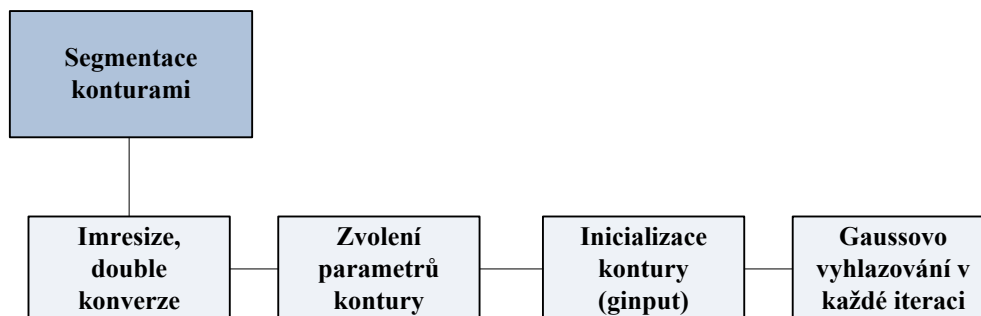 Segmentace
konturami
Imresize,
double
konverze
Zvolení
parametrů
kontury
Inicializace
kontury
(ginput)
Gaussovo
vyhlazování v
každé iteraci